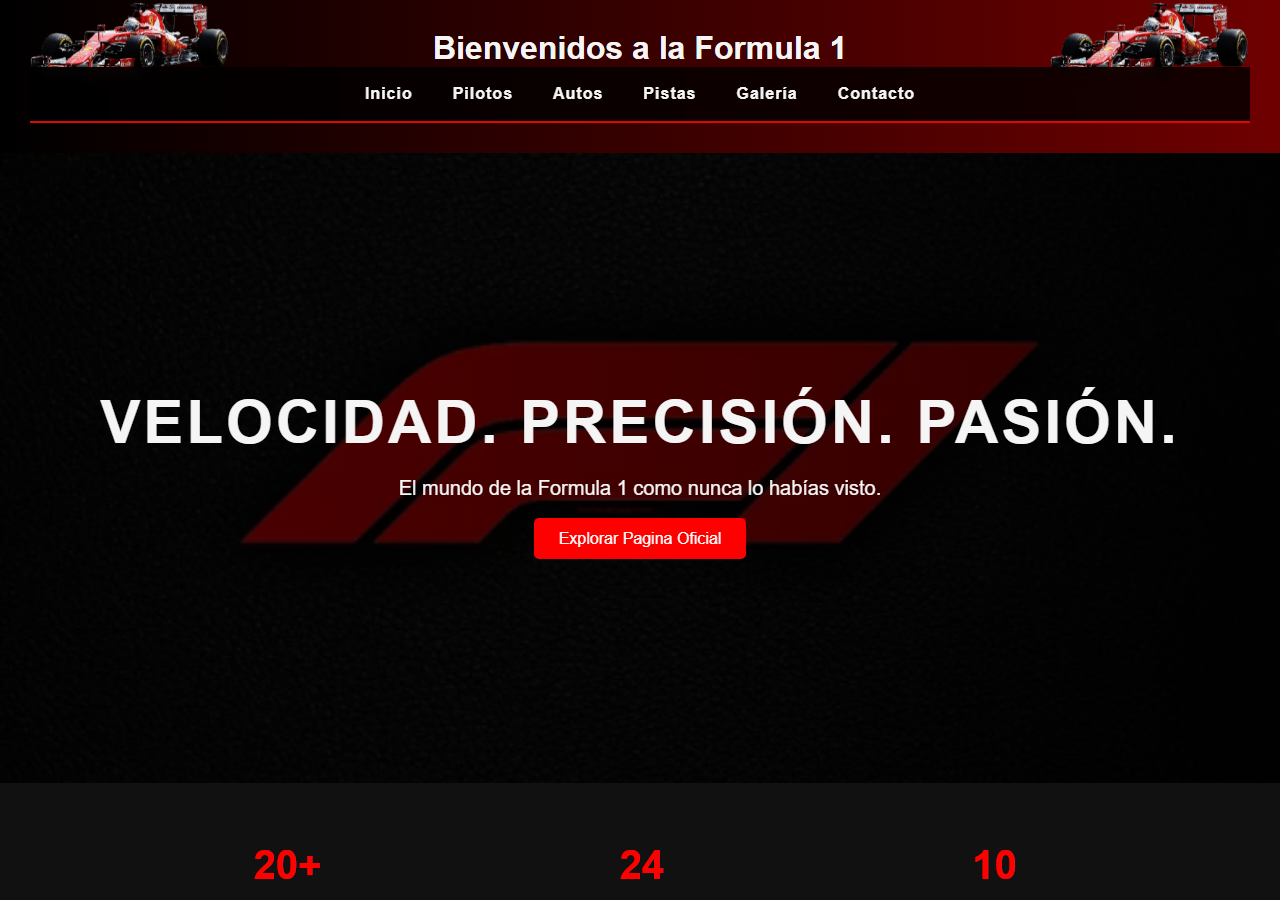 Bienvenidos a la Formula 1
Inicio Pilotos Autos Pistas Galería Contacto
VELOCIDAD. PRECISIÓN. PASIÓN.
El mundo de la Formula 1 como nunca lo habías visto.
Explorar Pagina Oficial
20+ 24 10